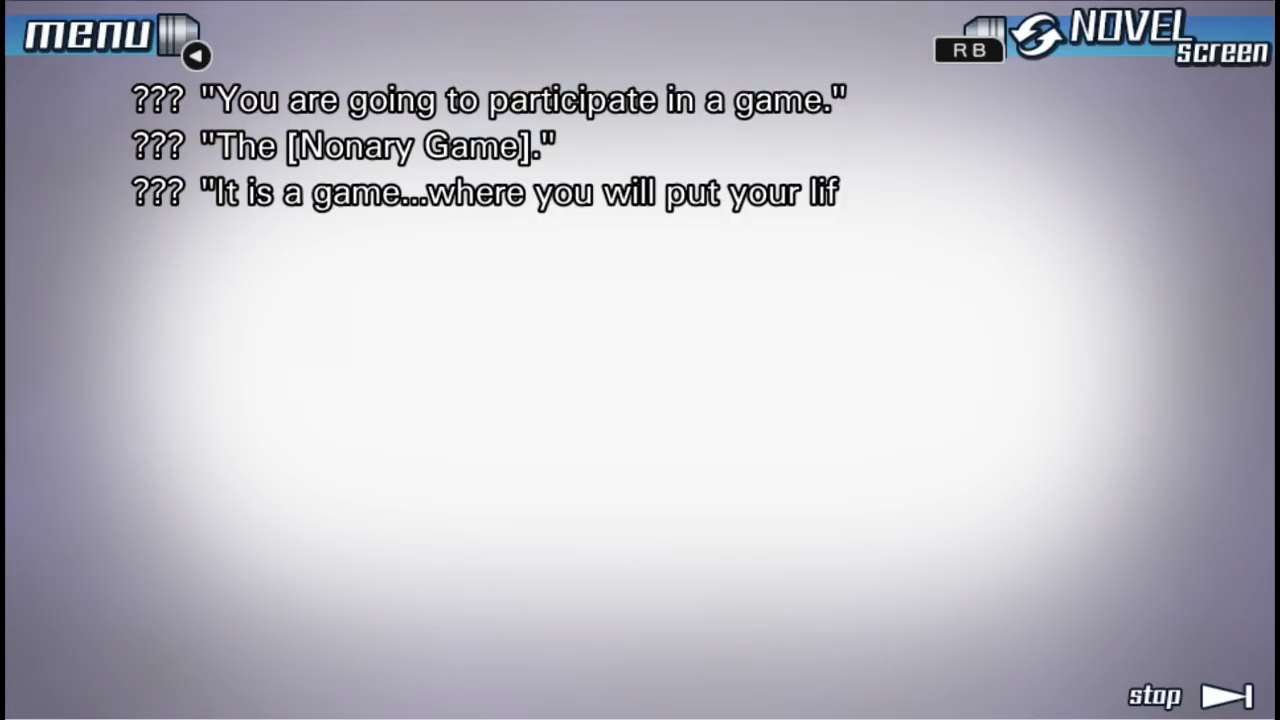 menu
RB NOVEL screen
??? "You are going to participate in a game."
??? "The [Nonary Game]."
??? "It is a game...where you will put your lif
stop